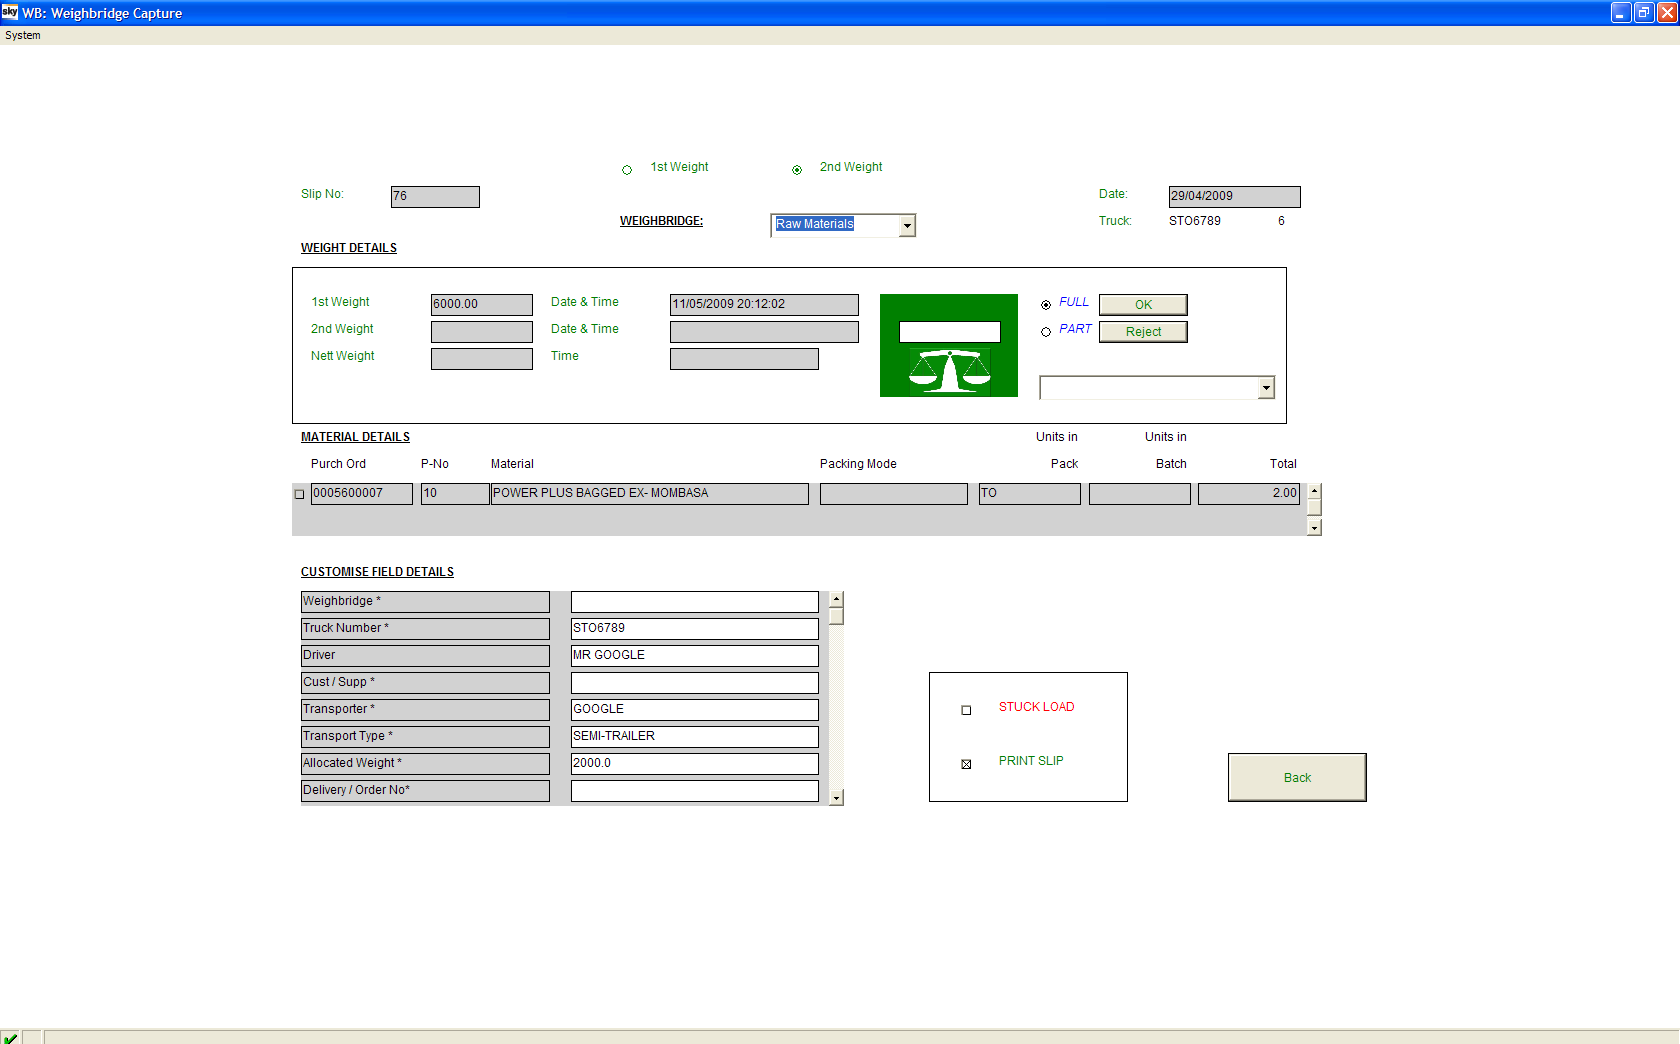 sky WB: Weighbridge Capture
System
1st Weight 2nd Weight
Slip No: 76 Date: 29/04/2009
WEIGHBRIDGE: Raw Materials Truck: STO6789 6
WEIGHT DETAILS
1st Weight 6000.00 Date & Time 11/05/2009 20:12:02 FULL OK
2nd Weight Date & Time PART Reject
Nett Weight Time
MATERIAL DETAILS Units in Units in
Purch Ord P-No Material Packing Mode Pack Batch Total
0005600007 10 POWER PLUS BAGGED EX- MOMBASA TO 2.00
CUSTOMISE FIELD DETAILS
Weighbridge *
Truck Number * STO6789
Driver MR GOOGLE
Cust / Supp *
Transporter * GOOGLE
Transport Type * SEMI-TRAILER
Allocated Weight * 2000.0
Delivery / Order No*
STUCK LOAD
PRINT SLIP
Back